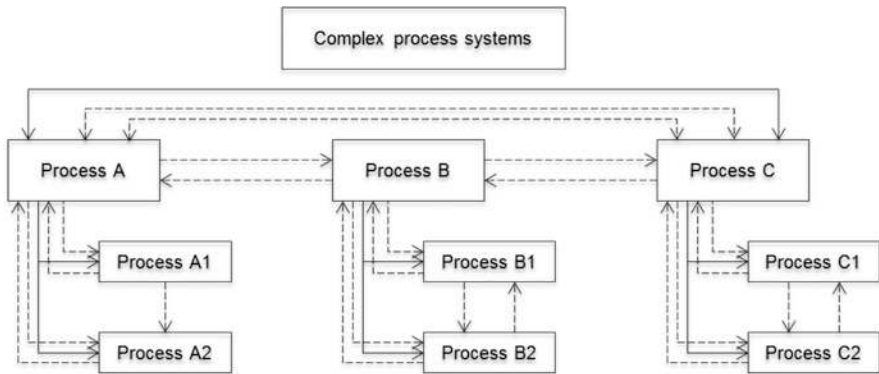 Complex process systems
Process A
Process B
Process C
Process A1
Process B1
Process C1
Process A2
Process B2
Process C2